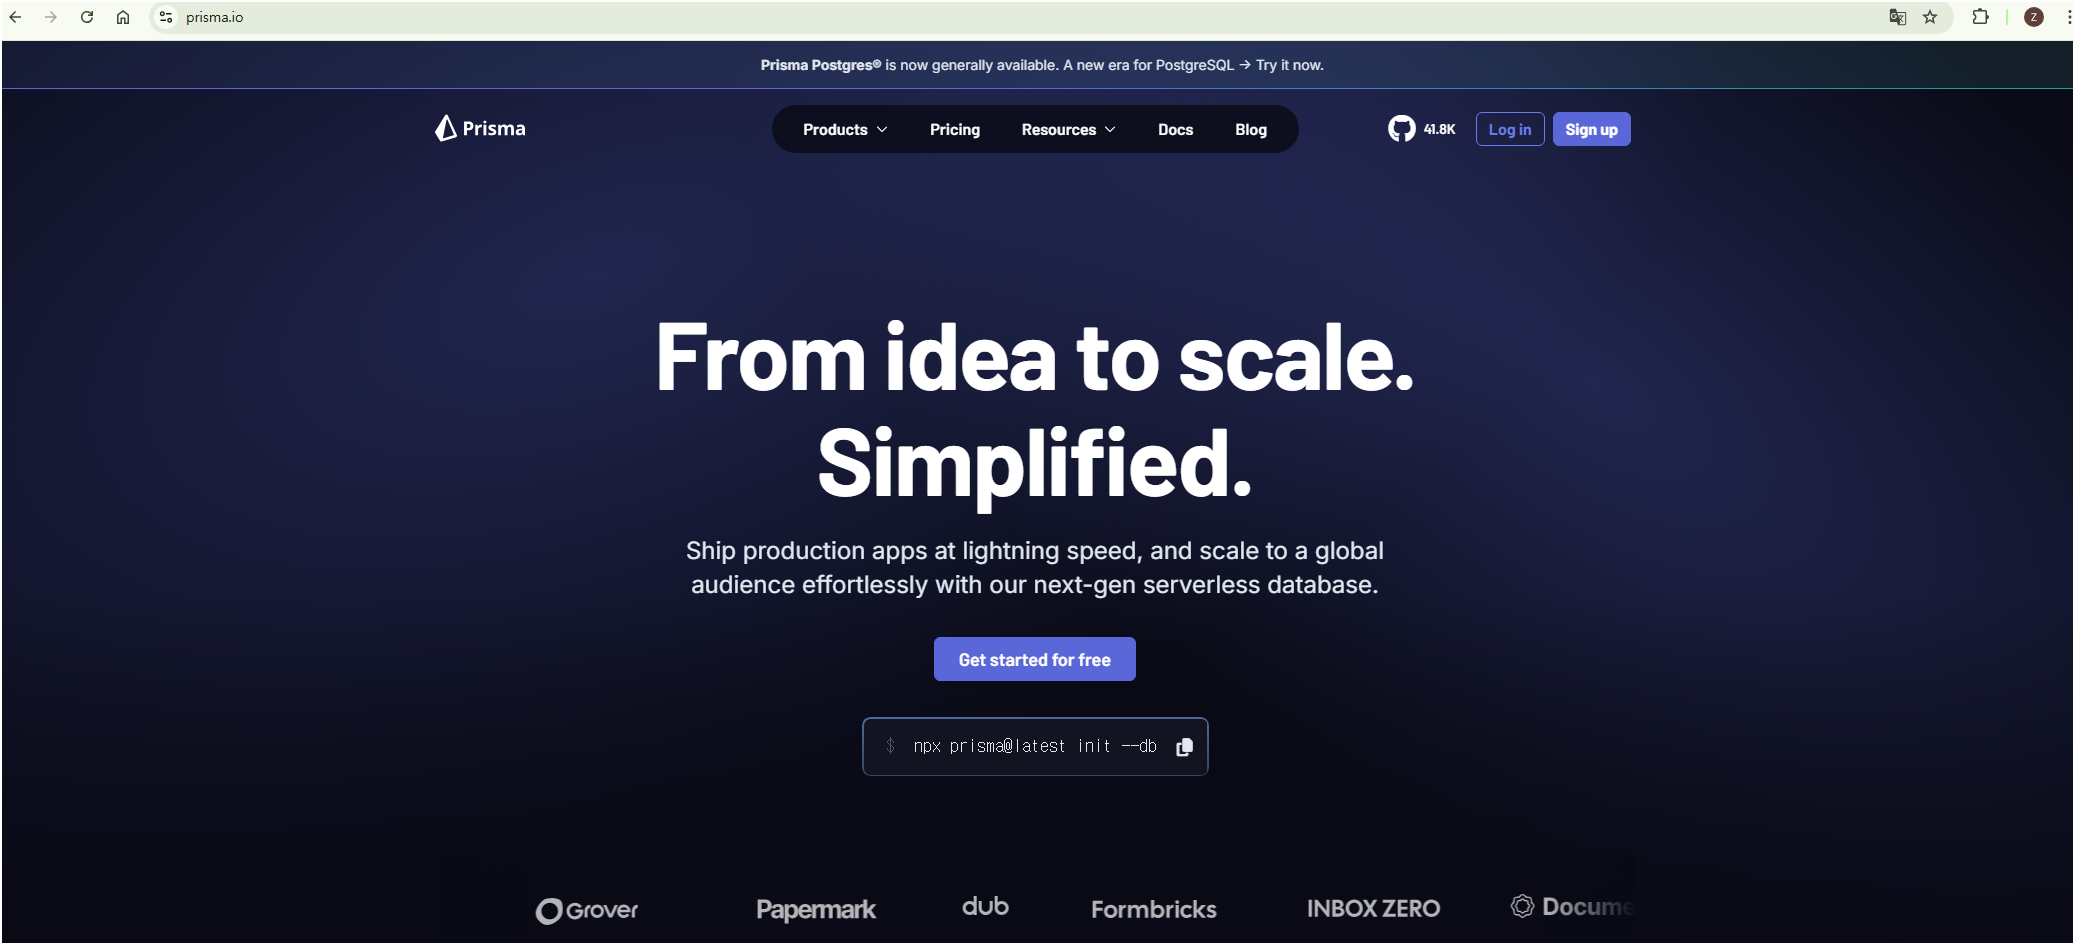 prisma.io
Z
Prisma Postgres® is now generally available. A new era for PostgreSQL → Try it now.
Prisma
Products
Pricing
Resources
Docs
Blog
41.8K
Log in
Sign up
From idea to scale.
Simplified.
Ship production apps at lightning speed, and scale to a global
audience effortlessly with our next-gen serverless database.
Get started for free
$ npx prisma@latest init --db
Grover
Papermark
dub
Formbricks
INBOX ZERO
Docume